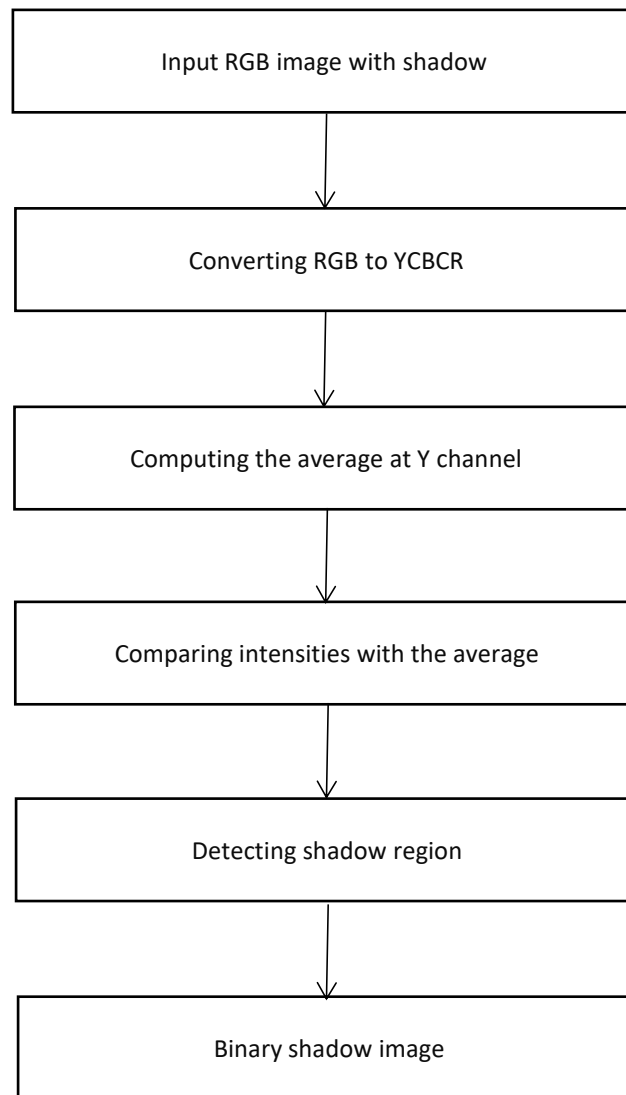 Input RGB image with shadow
Converting RGB to YCBCR
Computing the average at Y channel
Comparing intensities with the average
Detecting shadow region
Binary shadow image